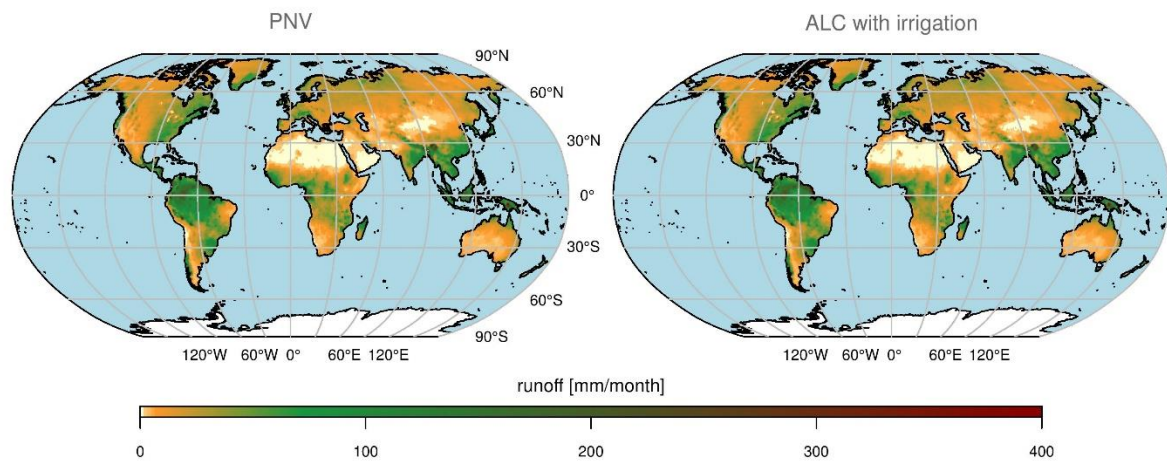 PNV
ALC with irrigation
90°N
60°N
30°N
0°
30°S
60°S
90°S
120°W 60°W 0° 60°E 120°E
120°W 60°W 0° 60°E 120°E
runoff [mm/month]
0 100 200 300 400